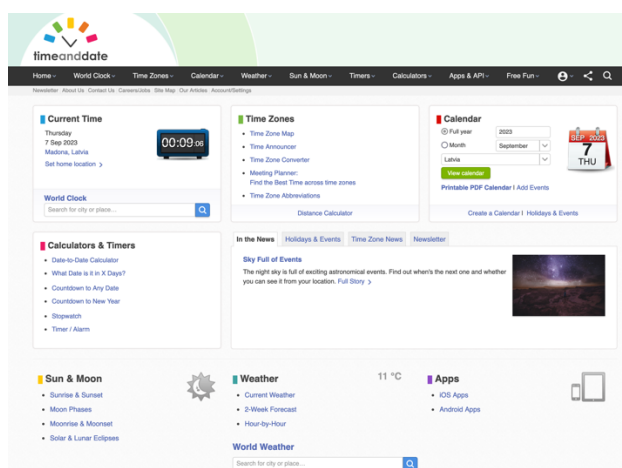 timeanddate
Home World Clock Time Zones Calendar Weather Sun & Moon Timers Calculators Apps & API Free Fun
Newsletter About Us Contact Us Careers/Jobs Site Map Our Articles Account/Settings
Current Time
Thursday
7 Sep 2023
Madona, Latvia
Set home location
00:09:06
World Clock
Search for city or place...
Time Zones
Time Zone Map
Time Announcer
Time Zone Converter
Meeting Planner:
Find the Best Time across time zones
Time Zone Abbreviations
Distance Calculator
Calendar
Full year 2023
Month September
Latvia
View calendar
SEP 2023
7
THU
Printable PDF Calendar | Add Events
Create a Calendar | Holidays & Events
Calculators & Timers
Date-to-Date Calculator
What Date is it in X Days?
Countdown to Any Date
Countdown to New Year
Stopwatch
Timer / Alarm
In the News Holidays & Events Time Zone News Newsletter
Sky Full of Events
The night sky is full of exciting astronomical events. Find out when's the next one and whether
you can see it from your location. Full Story
Sun & Moon
Sunrise & Sunset
Moon Phases
Moonrise & Moonset
Solar & Lunar Eclipses
Weather
11 °C
Current Weather
2-Week Forecast
Hour-by-Hour
World Weather
Search for city or place...
Apps
iOS Apps
Android Apps